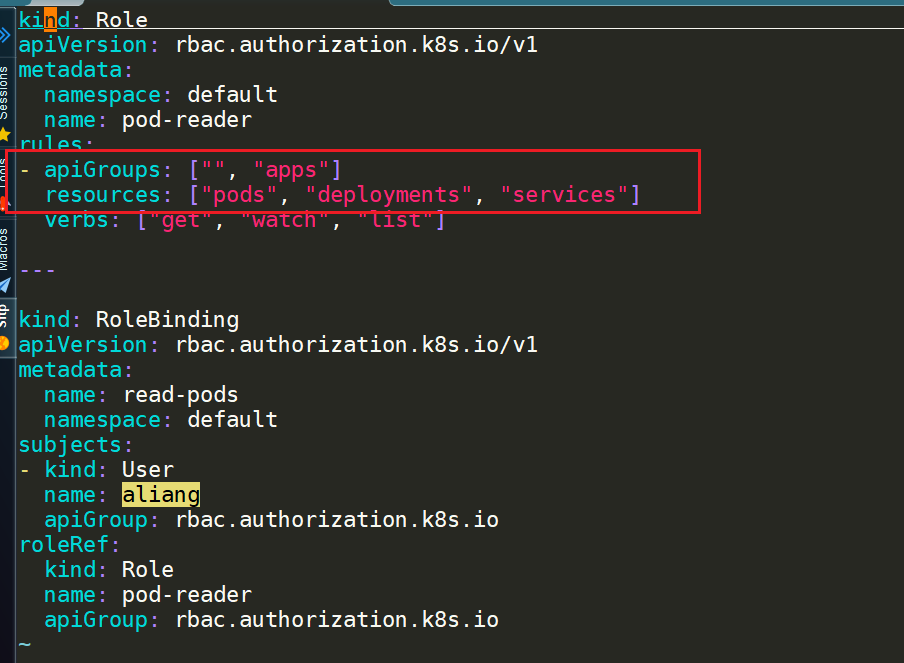 kind: Role
apiVersion: rbac.authorization.k8s.io/v1
metadata:
  namespace: default
  name: pod-reader
rules:
- apiGroups: ["", "apps"]
  resources: ["pods", "deployments", "services"]
  verbs: ["get", "watch", "list"]
---
kind: RoleBinding
apiVersion: rbac.authorization.k8s.io/v1
metadata:
  name: read-pods
  namespace: default
subjects:
- kind: User
  name: aliang
  apiGroup: rbac.authorization.k8s.io
roleRef:
  kind: Role
  name: pod-reader
  apiGroup: rbac.authorization.k8s.io
~
Sessions
Tools
Macros
Sftp